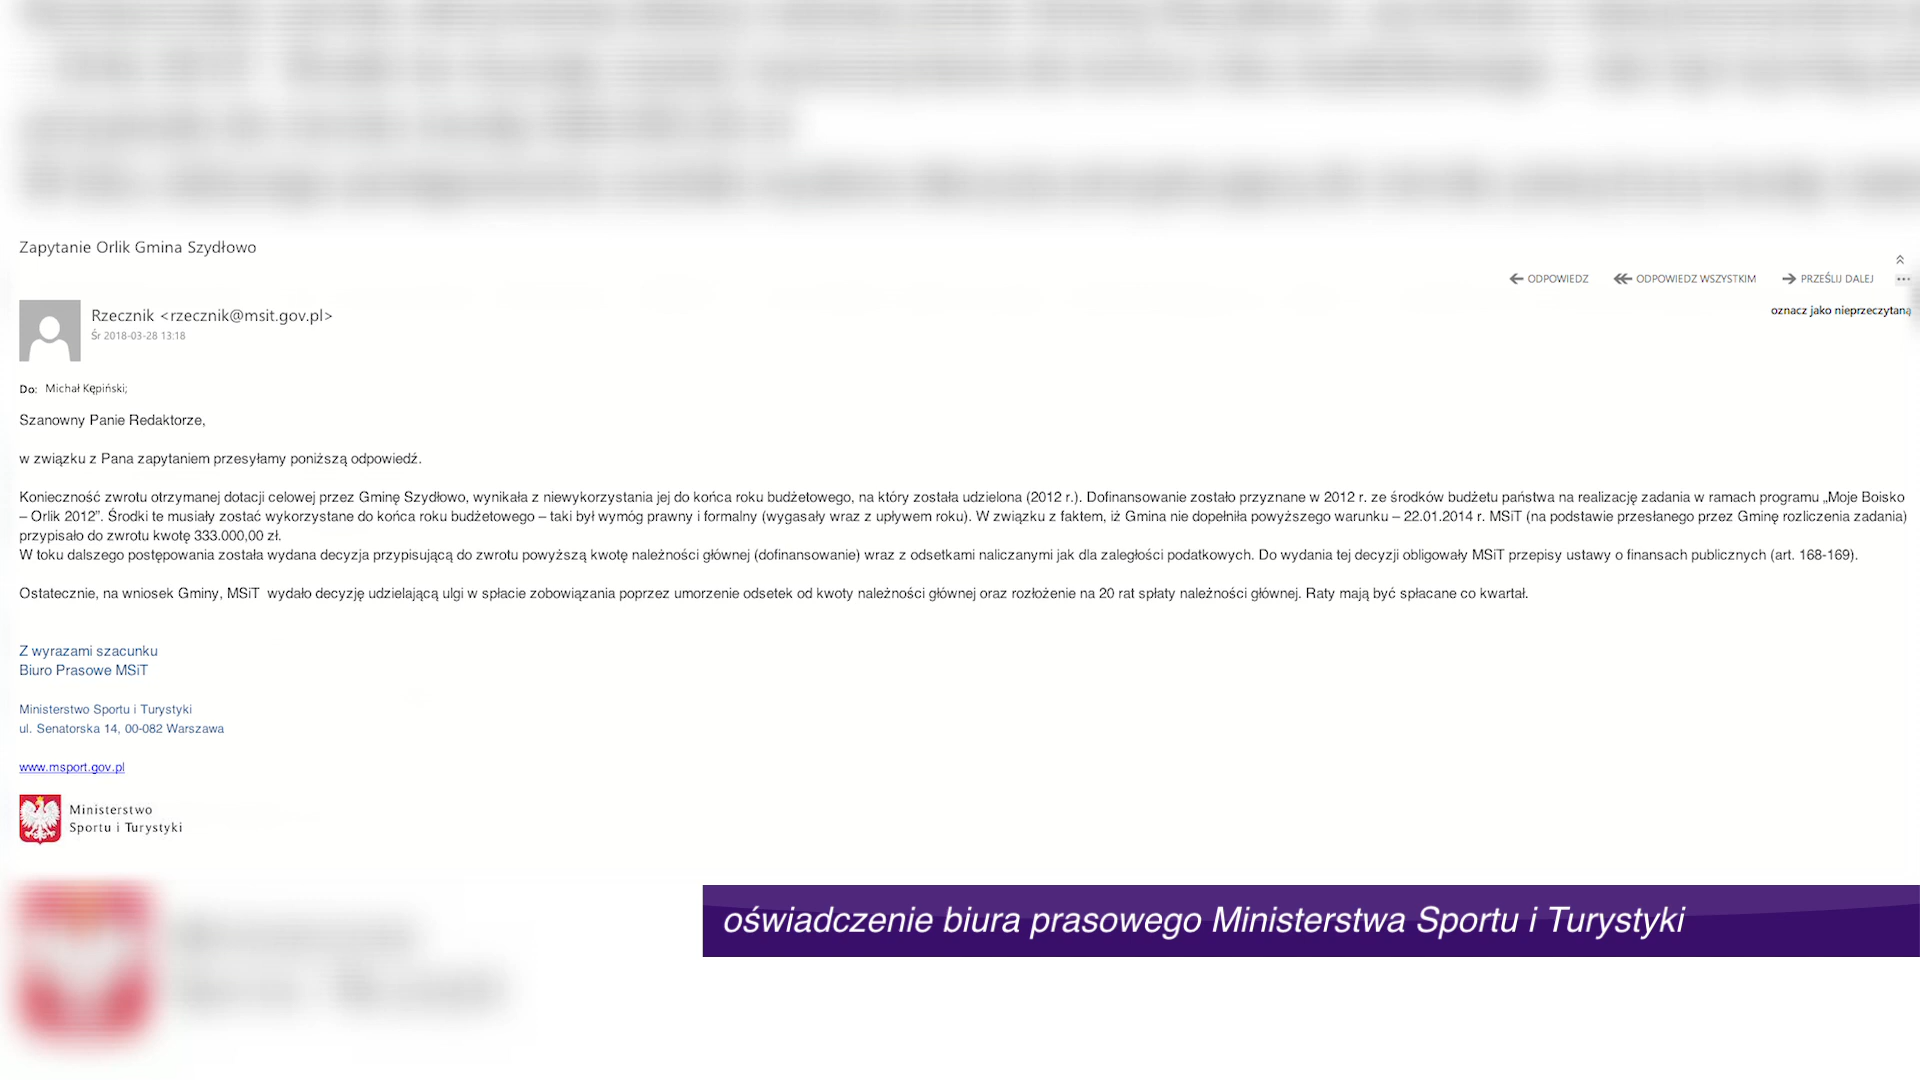 Zapytanie Orlik Gmina Szydłowo
ODPOWIEDZ ODPOWIEDZ WSZYSTKIM PRZEŚLIJ DALEJ ...
Rzecznik <rzecznik@msit.gov.pl>
oznacz jako nieprzeczytaną
Śr 2018-03-28 13:18
Do: Michał Kępiński;
Szanowny Panie Redaktorze,
w związku z Pana zapytaniem przesyłamy poniższą odpowiedź.
Konieczność zwrotu otrzymanej dotacji celowej przez Gminę Szydłowo, wynikała z niewykorzystania jej do końca roku budżetowego, na który została udzielona (2012 r.). Dofinansowanie zostało przyznane w 2012 r. ze środków budżetu państwa na realizację zadania w ramach programu „Moje Boisko
– Orlik 2012”. Środki te musiały zostać wykorzystane do końca roku budżetowego – taki był wymóg prawny i formalny (wygasały wraz z upływem roku). W związku z faktem, iż Gmina nie dopełniła powyższego warunku – 22.01.2014 r. MSiT (na podstawie przesłanego przez Gminę rozliczenia zadania)
przypisało do zwrotu kwotę 333.000,00 zł.
W toku dalszego postępowania została wydana decyzja przypisującą do zwrotu powyższą kwotę należności głównej (dofinansowanie) wraz z odsetkami naliczanymi jak dla zaległości podatkowych. Do wydania tej decyzji obligowały MSiT przepisy ustawy o finansach publicznych (art. 168-169).
Ostatecznie, na wniosek Gminy, MSiT wydało decyzję udzielającą ulgi w spłacie zobowiązania poprzez umorzenie odsetek od kwoty należności głównej oraz rozłożenie na 20 rat spłaty należności głównej. Raty mają być spłacane co kwartał.
Z wyrazami szacunku
Biuro Prasowe MSiT
Ministerstwo Sportu i Turystyki
ul. Senatorska 14, 00-082 Warszawa
www.msport.gov.pl
Ministerstwo
Sportu i Turystyki
oświadczenie biura prasowego Ministerstwa Sportu i Turystyki